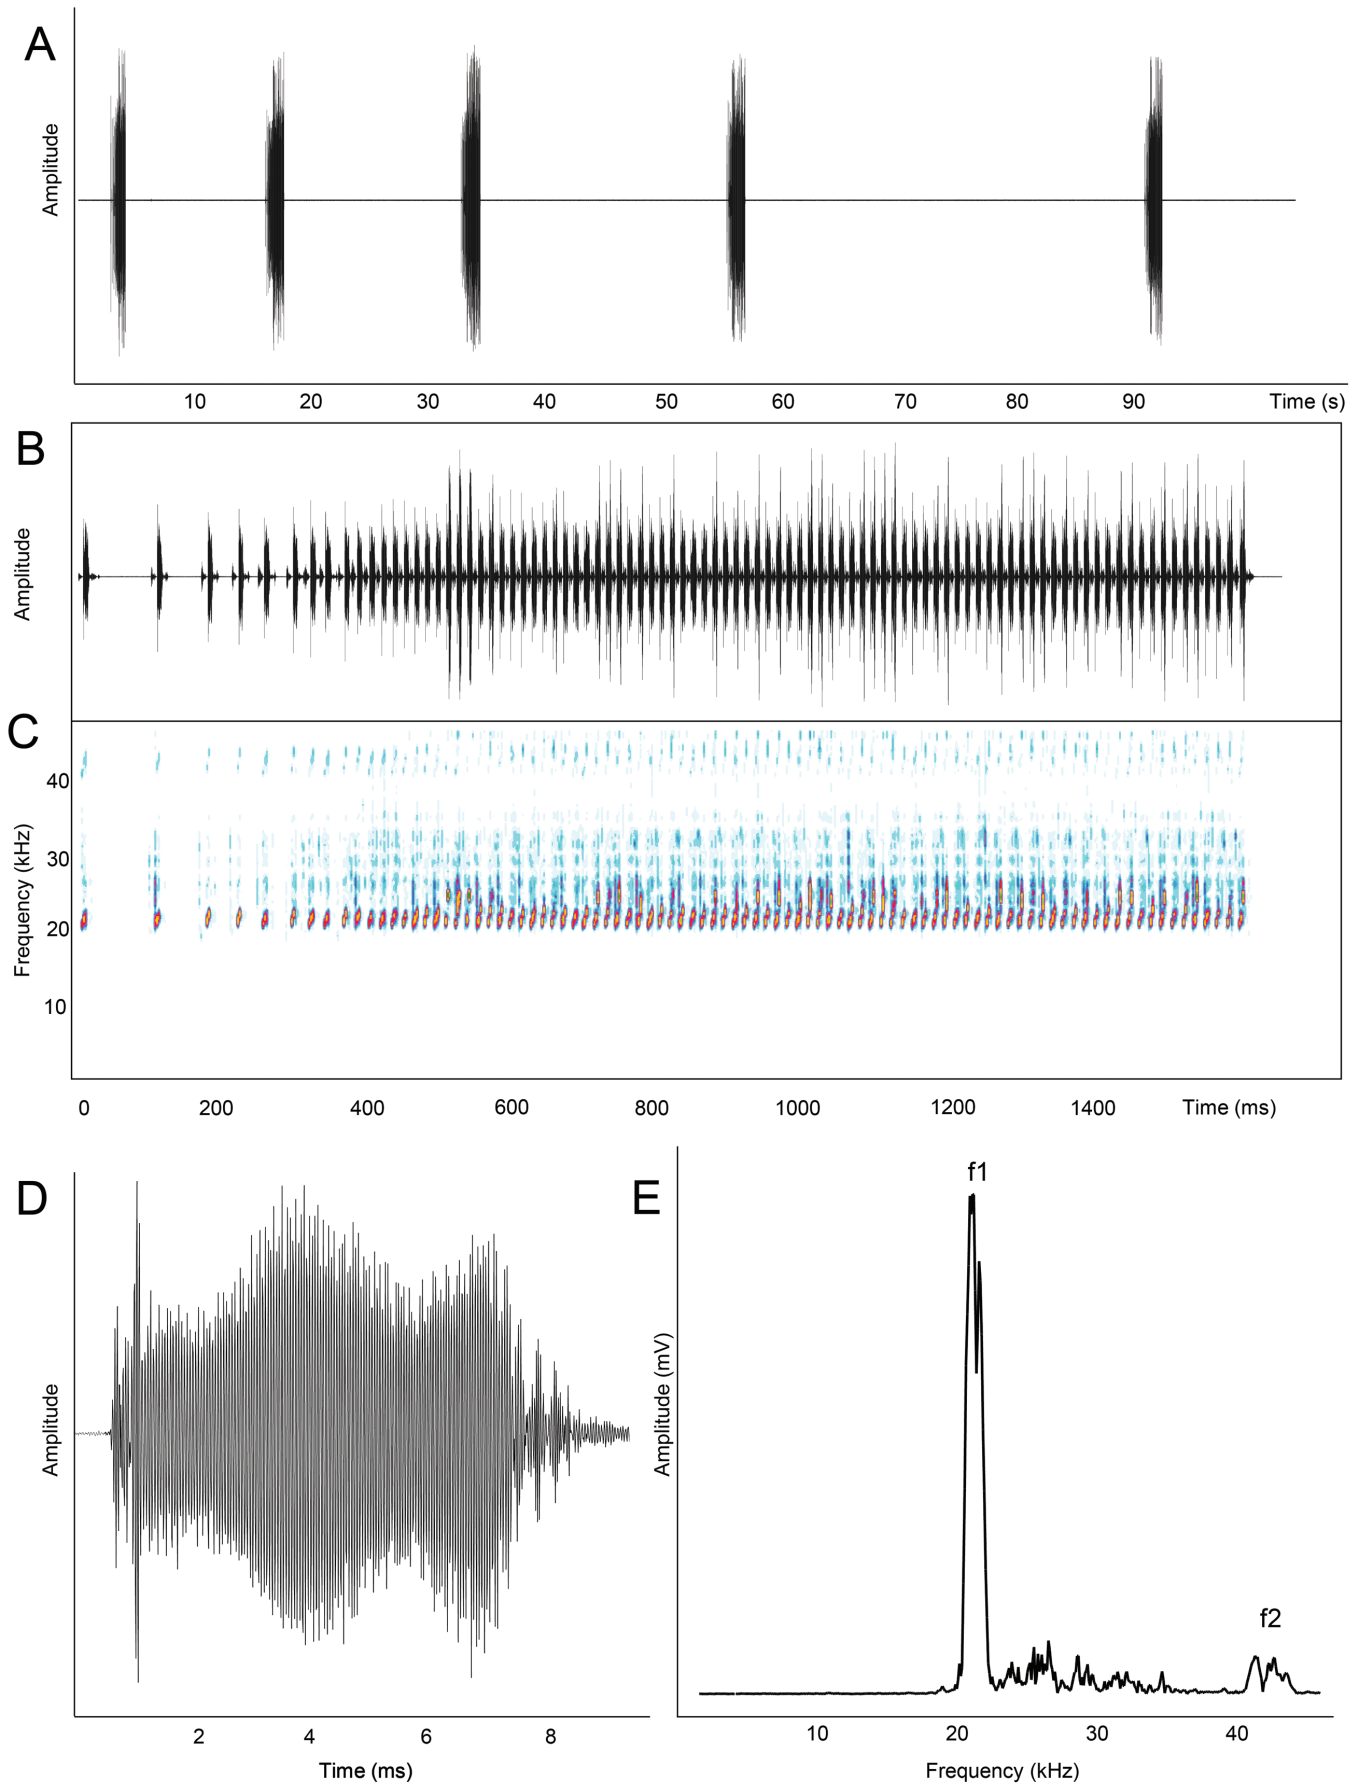 A
Amplitude
10 20 30 40 50 60 70 80 90 Time (s)
B
Amplitude
C
Frequency (kHz)
40
30
20
10
0 200 400 600 800 1000 1200 1400 Time (ms)
D
Amplitude
2 4 6 8
Time (ms)
E
f1
Amplitude (mV)
f2
10 20 30 40
Frequency (kHz)